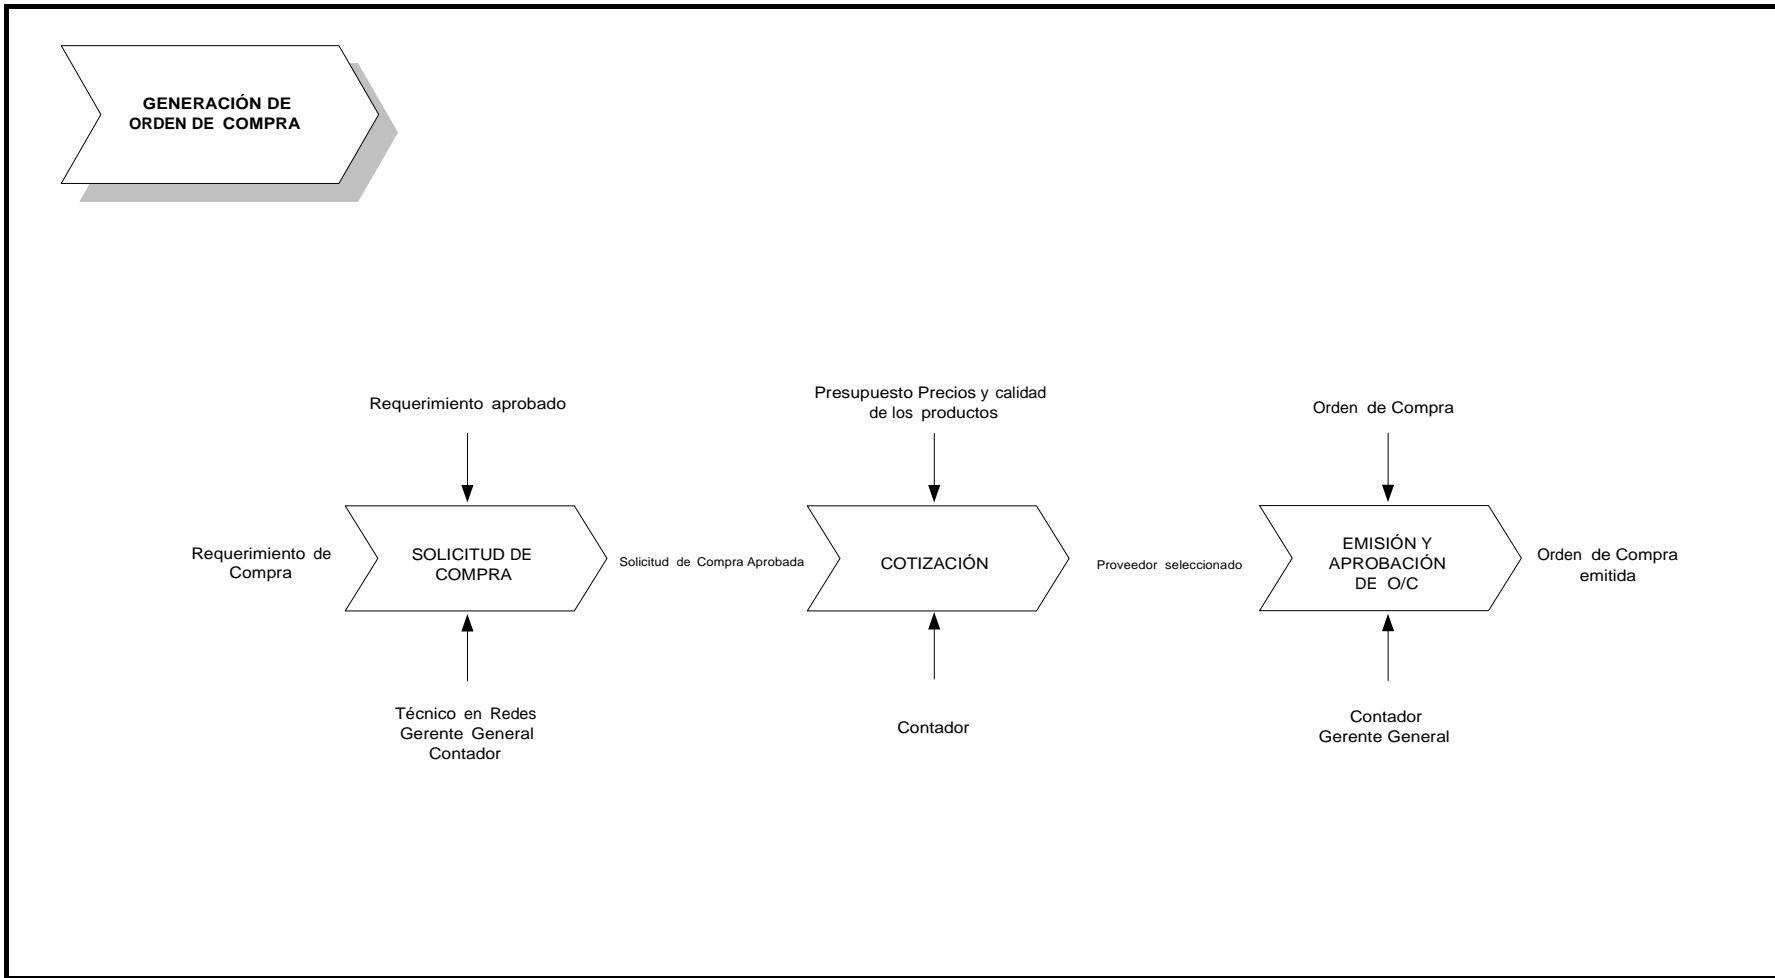 GENERACIÓN DE
ORDEN DE COMPRA
Requerimiento aprobado
Presupuesto Precios y calidad
de los productos
Orden de Compra
Requerimiento de
Compra
SOLICITUD DE
COMPRA
Solicitud de Compra Aprobada
COTIZACIÓN
Proveedor seleccionado
EMISIÓN Y
APROBACIÓN
DE O/C
Orden de Compra
emitida
Técnico en Redes
Gerente General
Contador
Contador
Contador
Gerente General